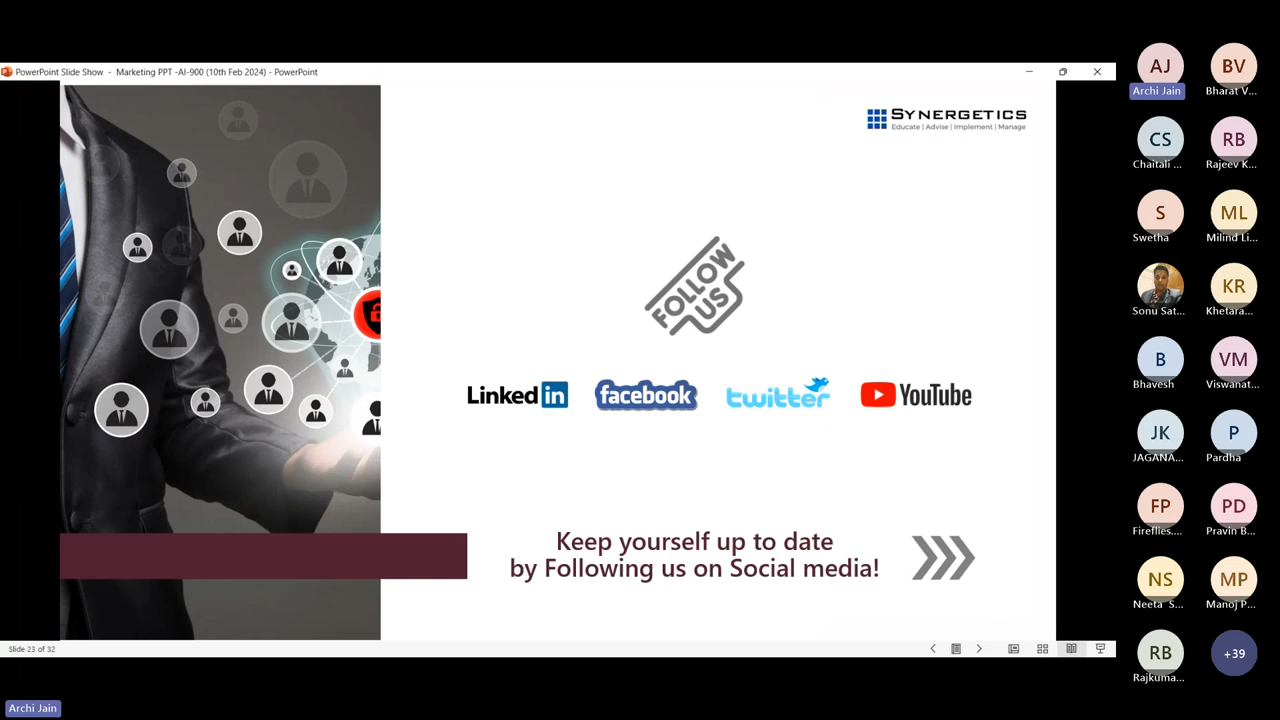 PowerPoint Slide Show - Marketing PPT -AI-900 (10th Feb 2024) - PowerPoint
SYNERGETICS
Educate | Advise | Implement | Manage
FOLLOW
US
Linked in
facebook
twitter
YouTube
Keep yourself up to date
by Following us on Social media!
Slide 23 of 32
Archi Jain
AJ
BV
Archi Jain
Bharat V...
CS
RB
Chaitali ...
Rajeev K...
S
ML
Swetha
Milind Li...
KR
Sonu Sat...
Khetara...
B
VM
Bhavesh
Viswanat...
JK
P
JAGANA...
Pardha
FP
PD
Fireflies....
Pravin B...
NS
MP
Neeta S...
Manoj P...
RB
+39
Rajkuma...